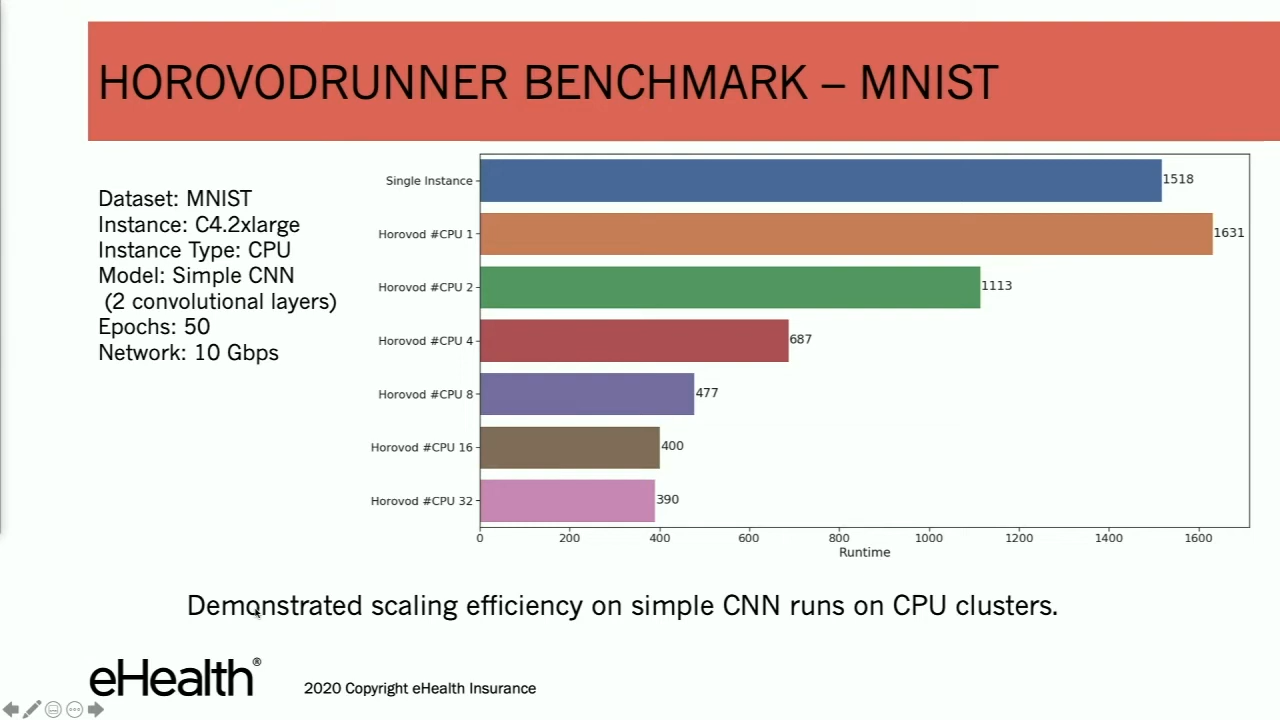 HOROVODRUNNER BENCHMARK – MNIST
Dataset: MNIST
Instance: C4.2xlarge
Instance Type: CPU
Model: Simple CNN
(2 convolutional layers)
Epochs: 50
Network: 10 Gbps
Single Instance 1518
Horovod #CPU 1 1631
Horovod #CPU 2 1113
Horovod #CPU 4 687
Horovod #CPU 8 477
Horovod #CPU 16 400
Horovod #CPU 32 390
0 200 400 600 800 1000 1200 1400 1600
Runtime
Demonstrated scaling efficiency on simple CNN runs on CPU clusters.
eHealth®
2020 Copyright eHealth Insurance